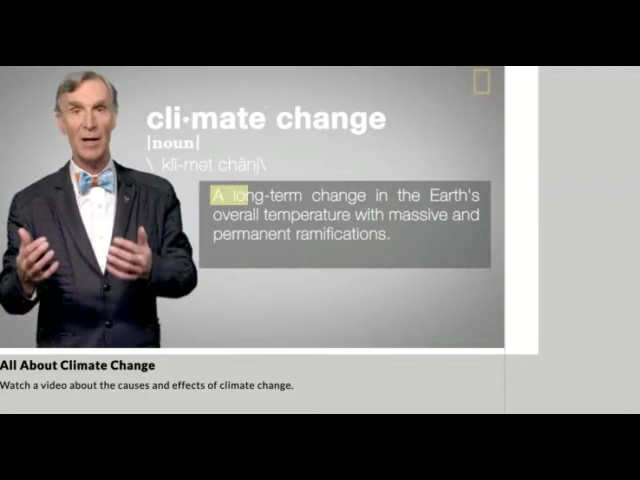 cli•mate change
|noun|
\ klī-mət chānj\
A long-term change in the Earth's
overall temperature with massive and
permanent ramifications.
All About Climate Change
Watch a video about the causes and effects of climate change.